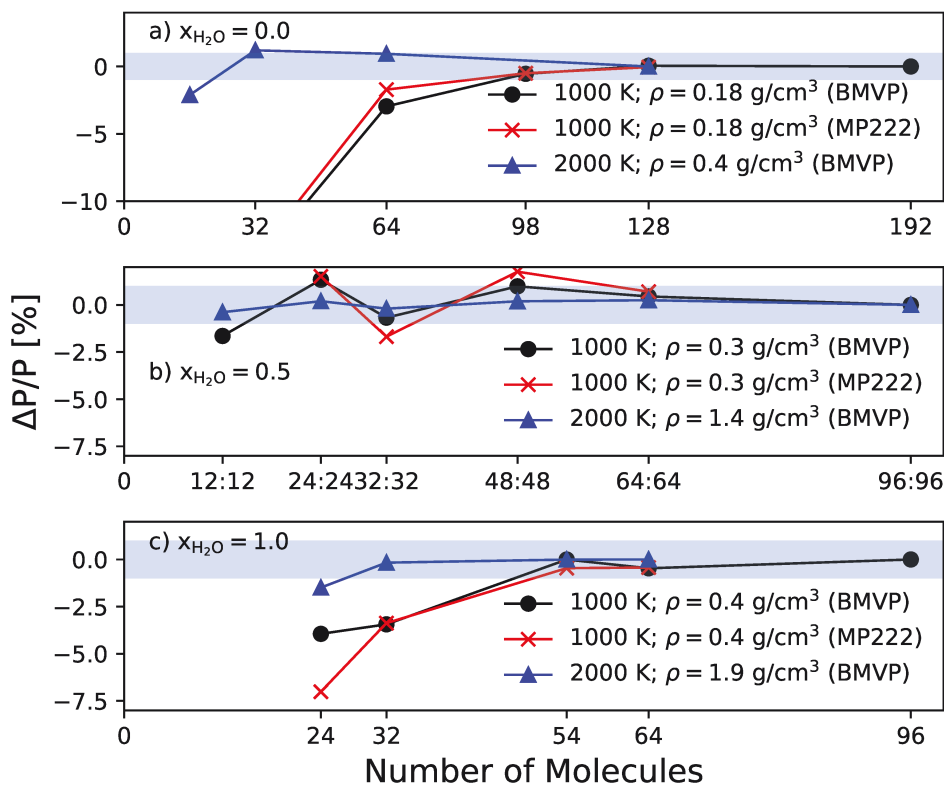 a) x_H₂O = 0.0
0
−5
−10
1000 K; ρ = 0.18 g/cm³ (BMVP)
1000 K; ρ = 0.18 g/cm³ (MP222)
2000 K; ρ = 0.4 g/cm³ (BMVP)
0 32 64 98 128 192
ΔP/P [%]
0.0
−2.5
−5.0
−7.5
b) x_H₂O = 0.5
1000 K; ρ = 0.3 g/cm³ (BMVP)
1000 K; ρ = 0.3 g/cm³ (MP222)
2000 K; ρ = 1.4 g/cm³ (BMVP)
0 12:12 24:24 32:32 48:48 64:64 96:96
c) x_H₂O = 1.0
0.0
−2.5
−5.0
−7.5
1000 K; ρ = 0.4 g/cm³ (BMVP)
1000 K; ρ = 0.4 g/cm³ (MP222)
2000 K; ρ = 1.9 g/cm³ (BMVP)
0 24 32 54 64 96
Number of Molecules